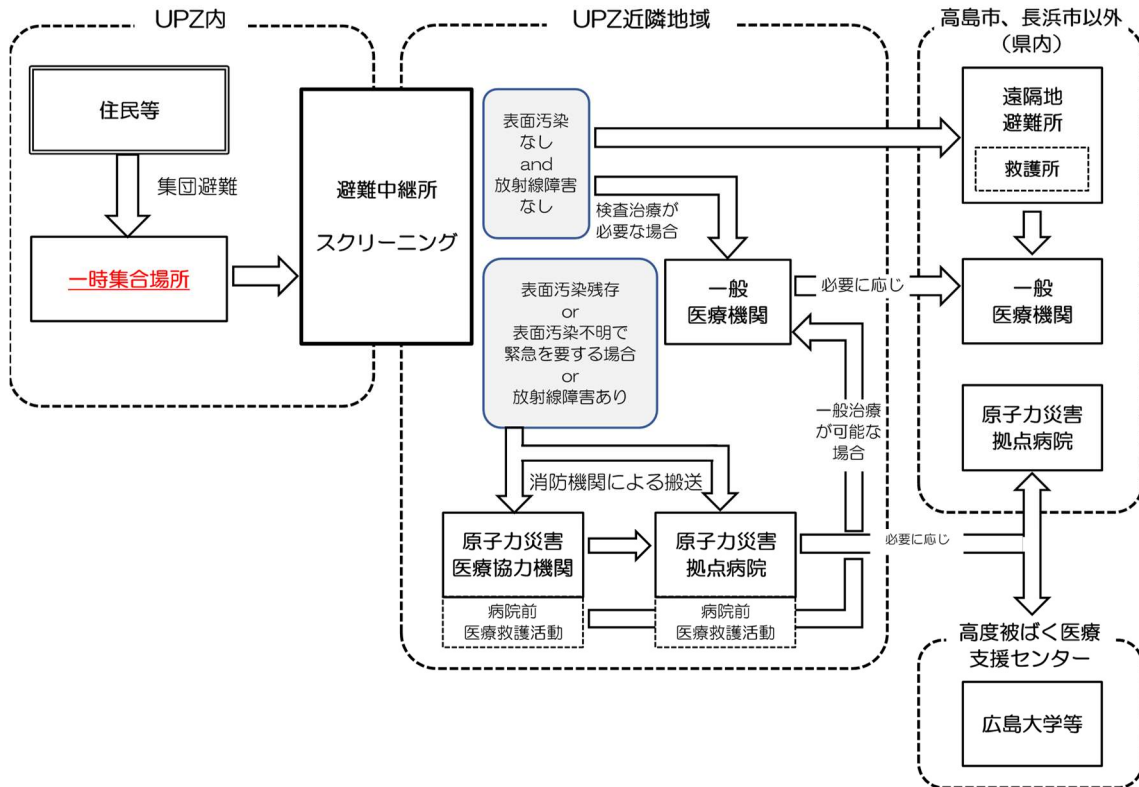 UPZ内
住民等
集団避難
一時集合場所
UPZ近隣地域
避難中継所
スクリーニング
表面汚染
なし
and
放射線障害
なし
検査治療が
必要な場合
一般
医療機関
必要に応じ
表面汚染残存
or
表面汚染不明で
緊急を要する場合
or
放射線障害あり
一般治療
が可能な
場合
消防機関による搬送
原子力災害
医療協力機関
病院前
医療救護活動
原子力災害
拠点病院
病院前
医療救護活動
必要に応じ
高島市、長浜市以外
（県内）
遠隔地
避難所
救護所
一般
医療機関
原子力災害
拠点病院
高度被ばく医療
支援センター
広島大学等